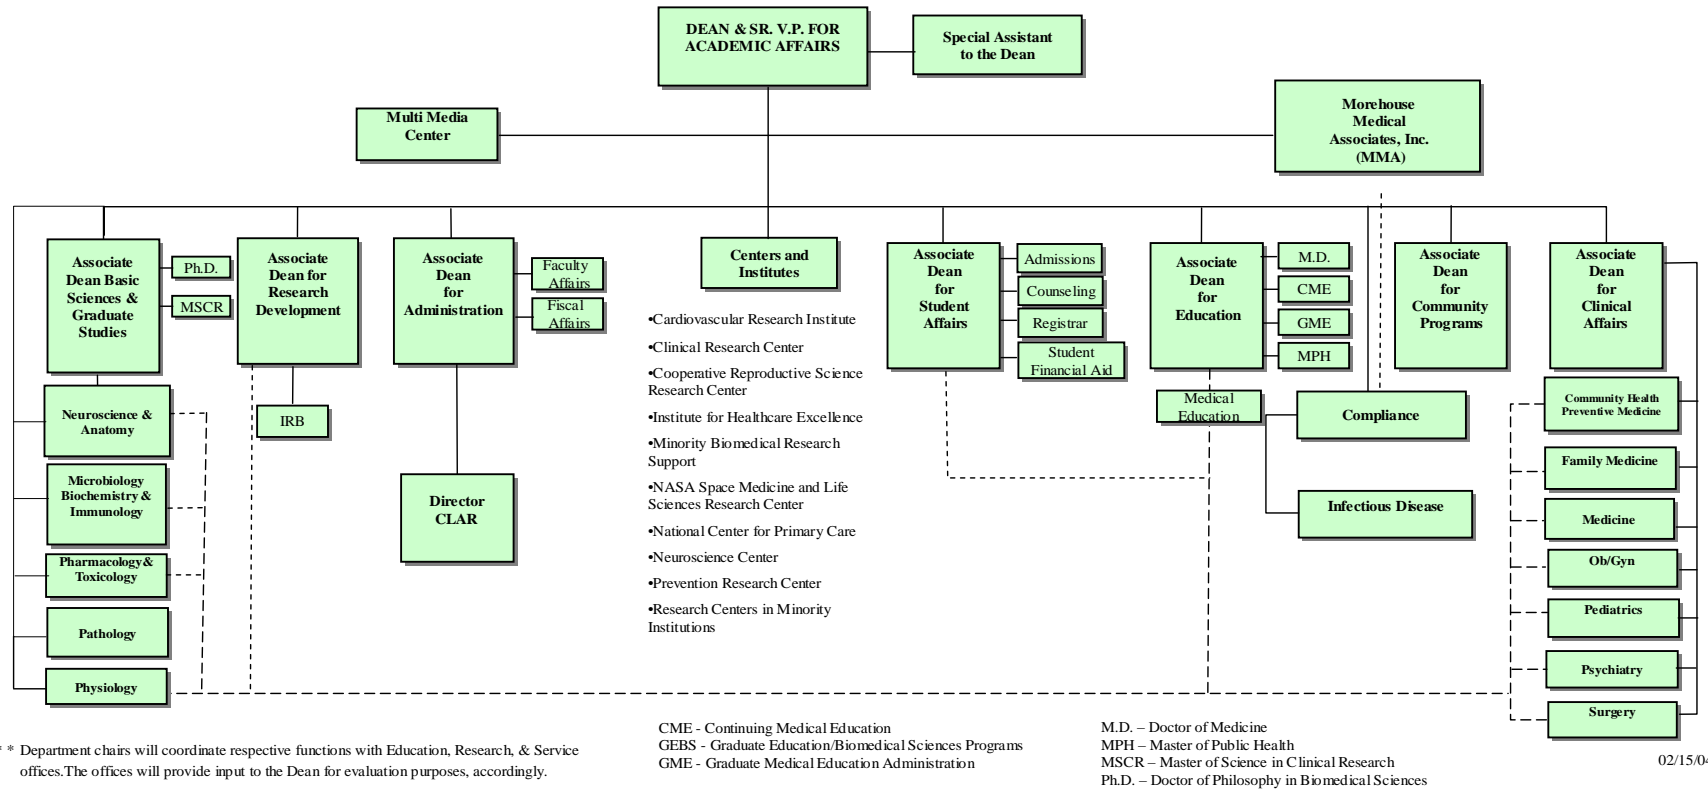 DEAN & SR. V.P. FOR
ACADEMIC AFFAIRS
Special Assistant
to the Dean
Multi Media
Center
Morehouse
Medical
Associates, Inc.
(MMA)
Associate
Dean Basic
Sciences &
Graduate
Studies
Ph.D.
MSCR
Associate
Dean for
Research
Development
Associate
Dean
for
Administration
Faculty
Affairs
Fiscal
Affairs
Centers and
Institutes
Associate
Dean
for
Student
Affairs
Admissions
Counseling
Registrar
Student
Financial Aid
Associate
Dean
for
Education
M.D.
CME
GME
MPH
Associate
Dean
for
Community
Programs
Associate
Dean
for
Clinical
Affairs
Neuroscience &
Anatomy
Microbiology
Biochemistry &
Immunology
Pharmacology &
Toxicology
Pathology
Physiology
IRB
Director
CLAR
•Cardiovascular Research Institute
•Clinical Research Center
•Cooperative Reproductive Science
Research Center
•Institute for Healthcare Excellence
•Minority Biomedical Research
Support
•NASA Space Medicine and Life
Sciences Research Center
•National Center for Primary Care
•Neuroscience Center
•Prevention Research Center
•Research Centers in Minority
Institutions
Medical
Education
Compliance
Infectious Disease
Community Health
Preventive Medicine
Family Medicine
Medicine
Ob/Gyn
Pediatrics
Psychiatry
Surgery
* * Department chairs will coordinate respective functions with Education, Research, & Service
offices.The offices will provide input to the Dean for evaluation purposes, accordingly.
CME - Continuing Medical Education
GEBS - Graduate Education/Biomedical Sciences Programs
GME - Graduate Medical Education Administration
M.D. – Doctor of Medicine
MPH – Master of Public Health
MSCR – Master of Science in Clinical Research
Ph.D. – Doctor of Philosophy in Biomedical Sciences
02/15/04